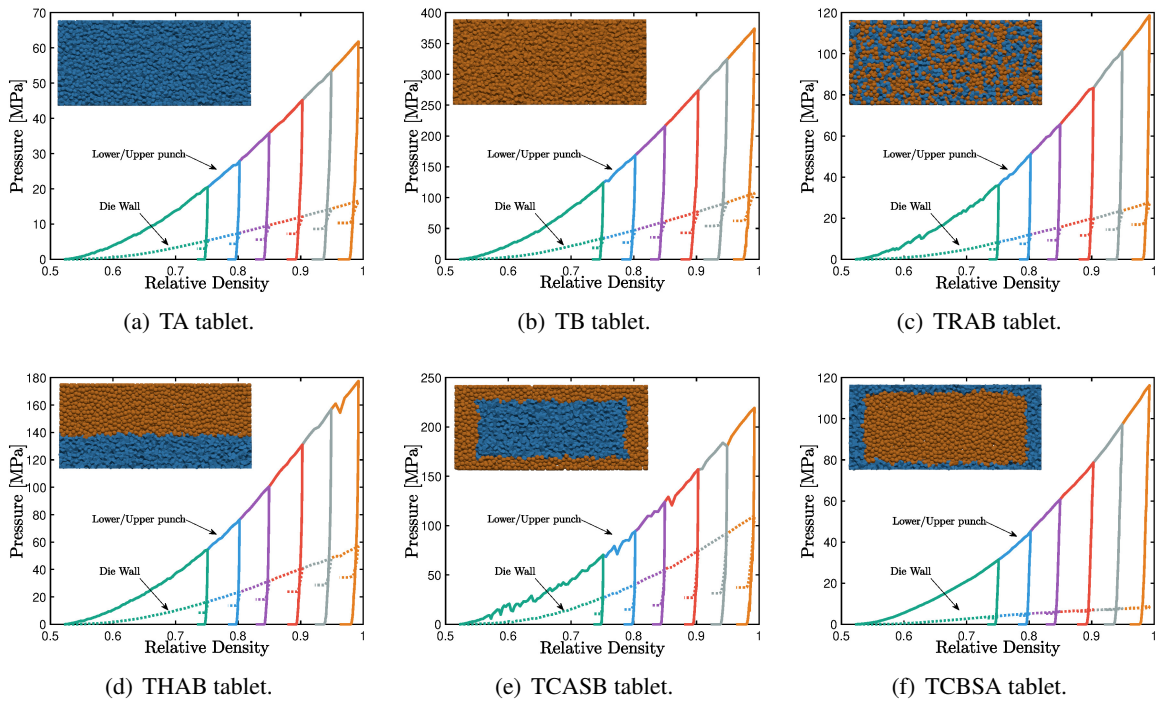 70
60
50
40
30
20
10
0
Pressure [MPa]
Lower/Upper punch
Die Wall
0.5 0.6 0.7 0.8 0.9 1
Relative Density
(a) TA tablet.
400
350
300
250
200
150
100
50
0
Pressure [MPa]
Lower/Upper punch
Die Wall
0.5 0.6 0.7 0.8 0.9 1
Relative Density
(b) TB tablet.
120
100
80
60
40
20
0
Pressure [MPa]
Lower/Upper punch
Die Wall
0.5 0.6 0.7 0.8 0.9 1
Relative Density
(c) TRAB tablet.
180
160
140
120
100
80
60
40
20
0
Pressure [MPa]
Lower/Upper punch
Die Wall
0.5 0.6 0.7 0.8 0.9 1
Relative Density
(d) THAB tablet.
250
200
150
100
50
0
Pressure [MPa]
Lower/Upper punch
Die Wall
0.5 0.6 0.7 0.8 0.9 1
Relative Density
(e) TCASB tablet.
120
100
80
60
40
20
0
Pressure [MPa]
Lower/Upper punch
Die Wall
0.5 0.6 0.7 0.8 0.9 1
Relative Density
(f) TCBSA tablet.